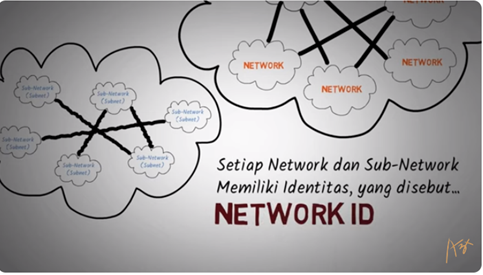 NETWORK
NETWORK
NETWORK
Sub-Network
(Subnet)
Sub-Network
(Subnet)
Sub-Network
(Subnet)
Sub-Network
(Subnet)
Sub-Network
(Subnet)
Sub-Network
(Subnet)
Setiap Network dan Sub-Network
Memiliki Identitas, yang disebut...
NETWORK ID